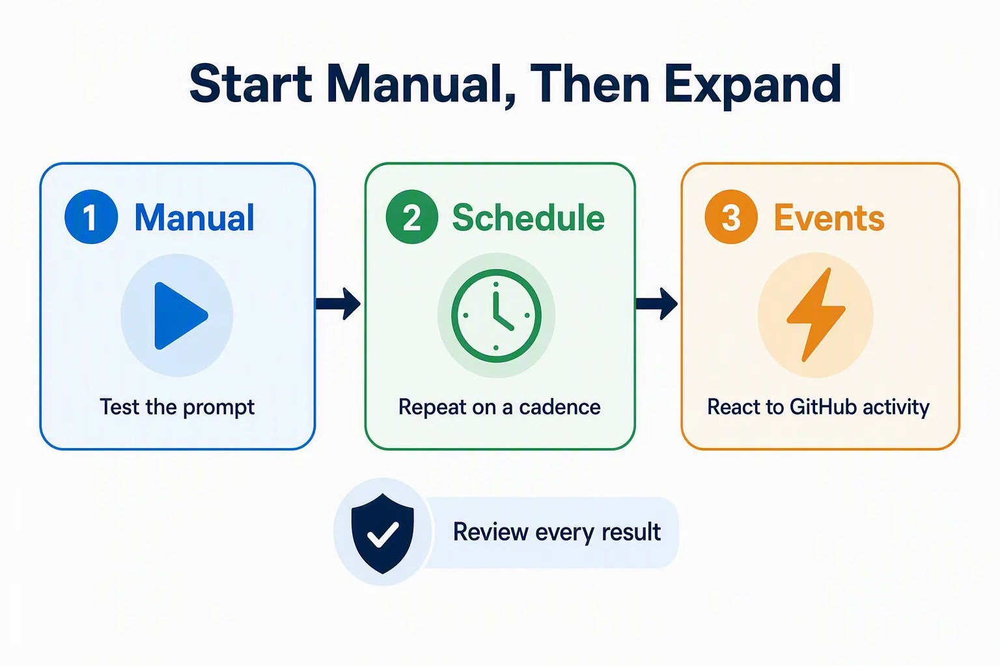 Start Manual, Then Expand
1 Manual
Test the prompt
2 Schedule
Repeat on a cadence
3 Events
React to GitHub activity
Review every result